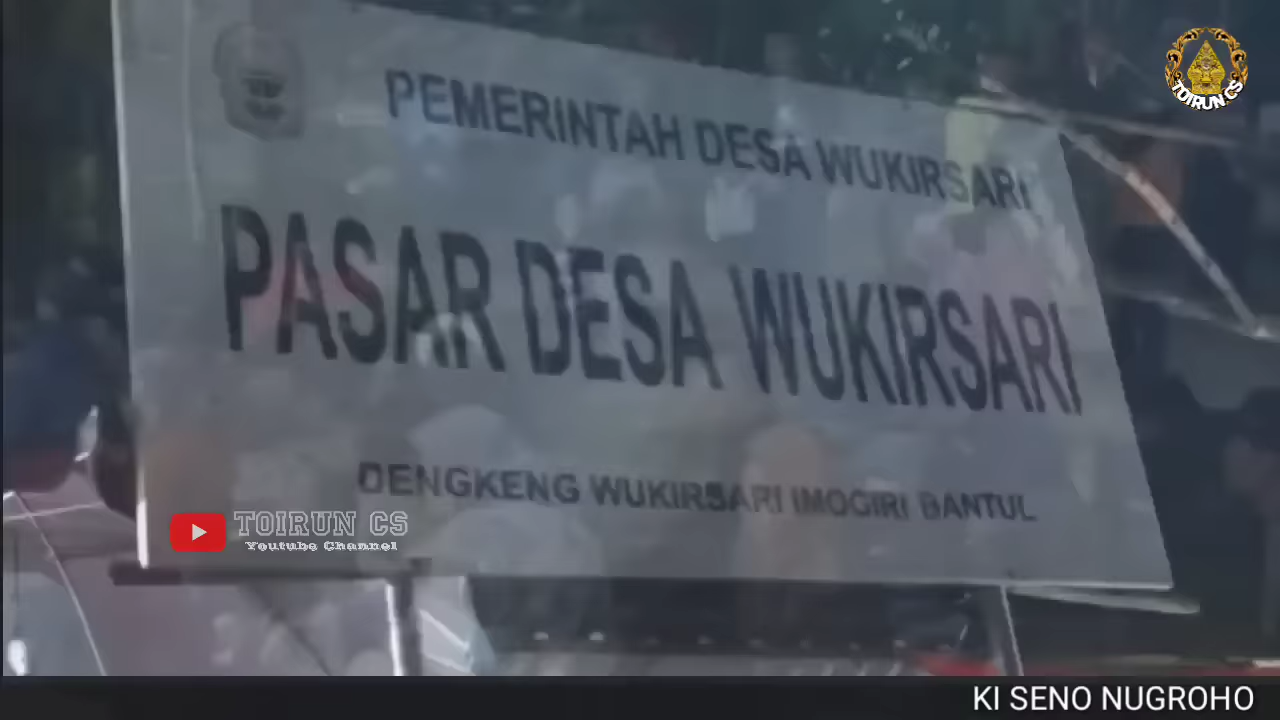 TOIRUN CS
PEMERINTAH DESA WUKIRSARI
PASAR DESA WUKIRSARI
DENGKENG WUKIRSARI IMOGIRI BANTUL
TOIRUN CS
Youtube Channel
KI SENO NUGROHO